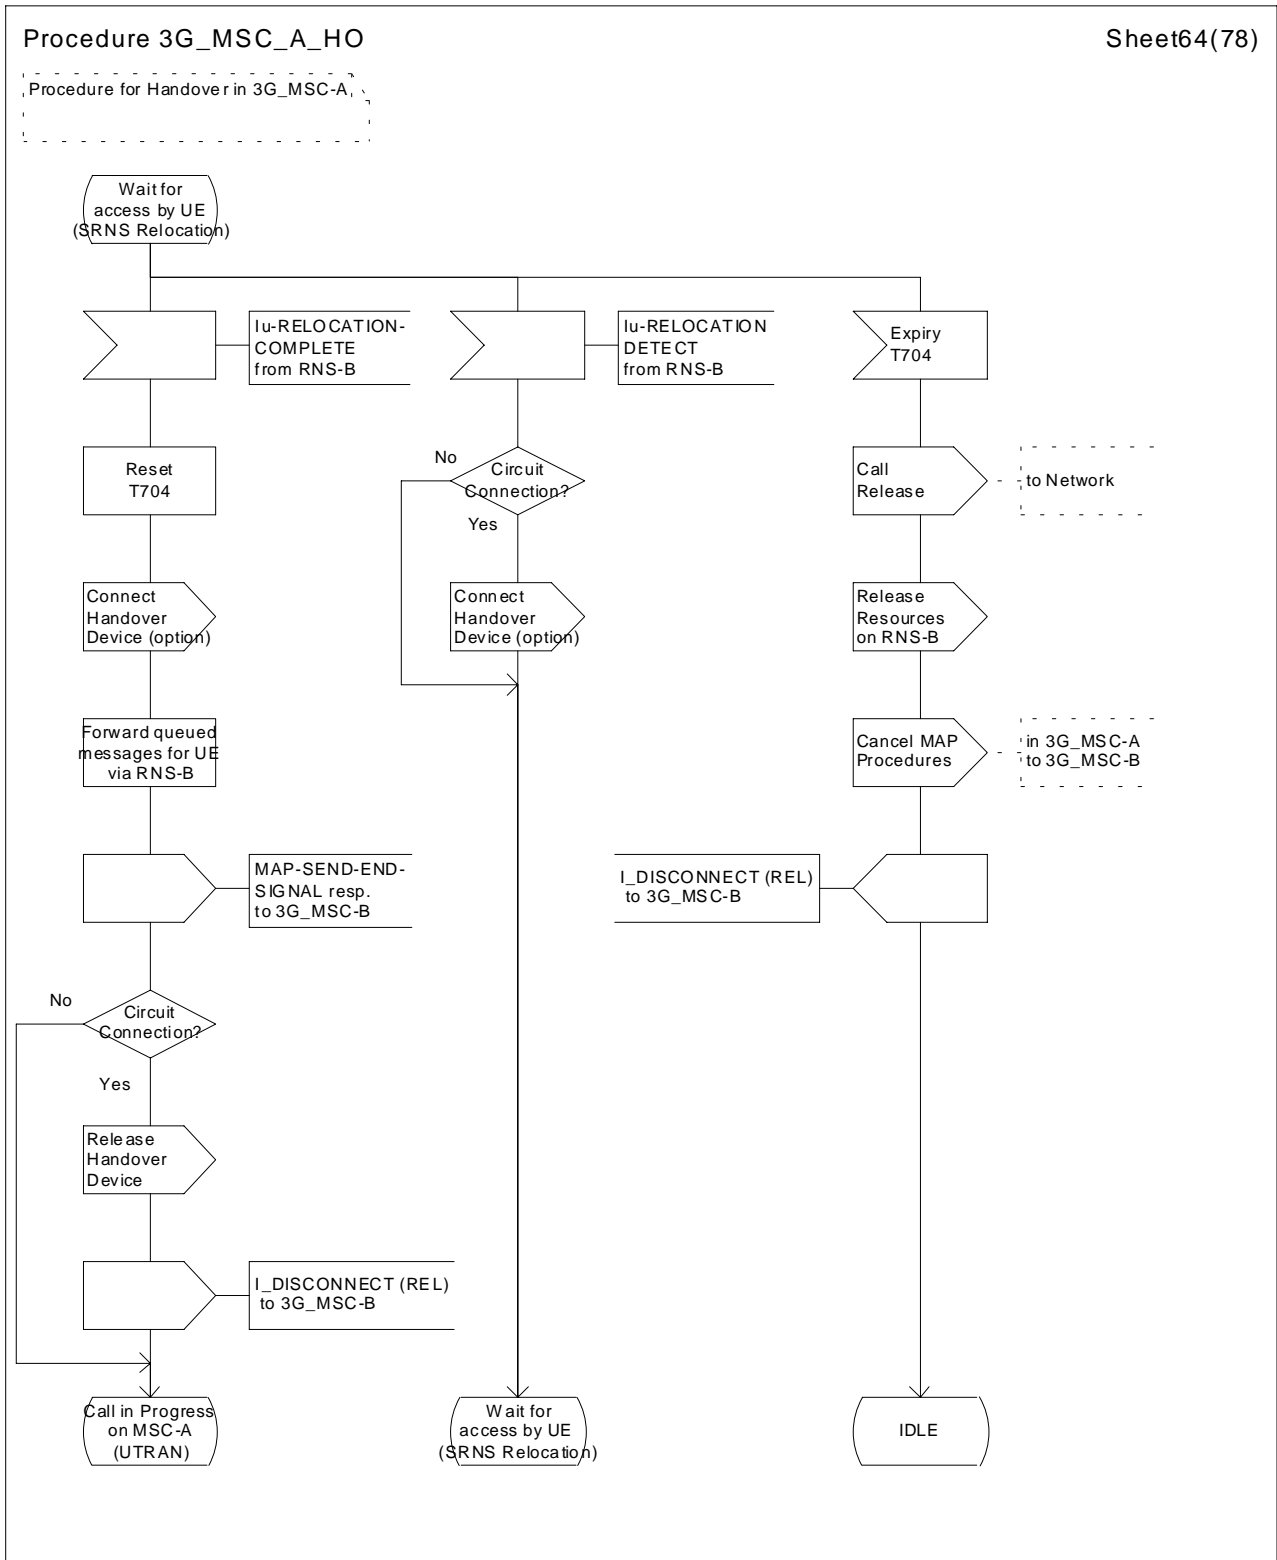 Procedure 3G_MSC_A_HO
Sheet64(78)
Procedure for Handover in 3G_MSC-A
Wait for
access by UE
(SRNS Relocation)
Iu-RELOCATION-
COMPLETE
from RNS-B
Iu-RELOCATION
DETECT
from RNS-B
Expiry
T704
Reset
T704
No
Circuit
Connection?
Yes
Call
Release
to Network
Connect
Handover
Device (option)
Connect
Handover
Device (option)
Release
Resources
on RNS-B
Forward queued
messages for UE
via RNS-B
Cancel MAP
Procedures
in 3G_MSC-A
to 3G_MSC-B
MAP-SEND-END-
SIGNAL resp.
to 3G_MSC-B
I_DISCONNECT (REL)
to 3G_MSC-B
No
Circuit
Connection?
Yes
Release
Handover
Device
I_DISCONNECT (REL)
to 3G_MSC-B
Call in Progress
on MSC-A
(UTRAN)
Wait for
access by UE
(SRNS Relocation)
IDLE